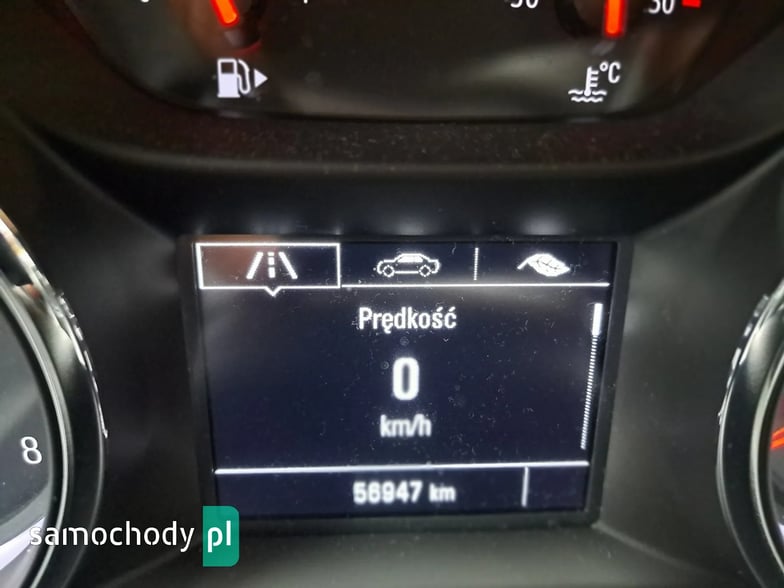 °C
Prędkość
0
km/h
56947 km
8
samochody pl